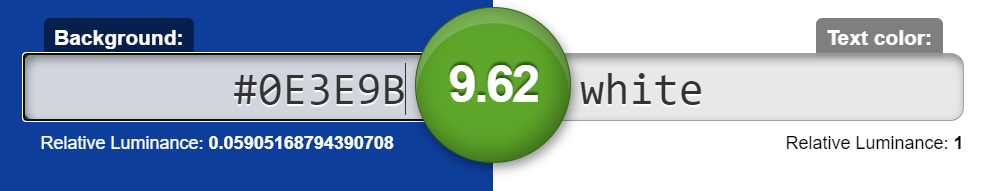 Background: Text color:
#0E3E9B 9.62 white
Relative Luminance: 0.05905168794390708 Relative Luminance: 1